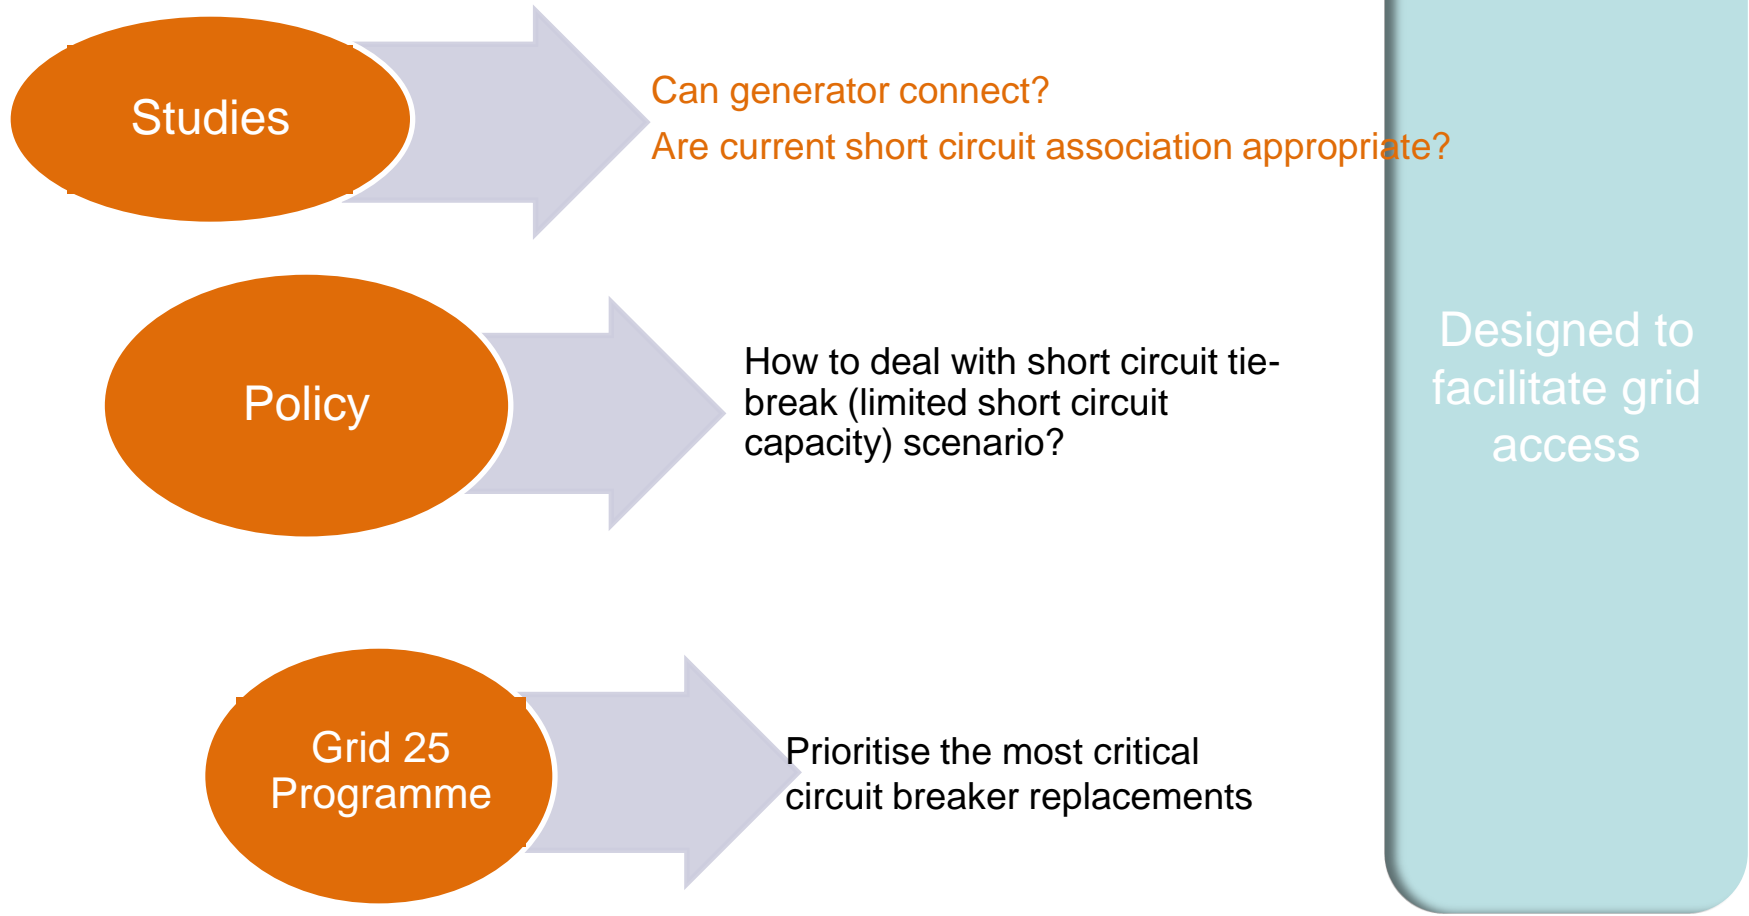 Studies
Can generator connect?
Are current short circuit association appropriate?
Policy
How to deal with short circuit tie-
break (limited short circuit
capacity) scenario?
Grid 25
Programme
Prioritise the most critical
circuit breaker replacements
Designed to
facilitate grid
access